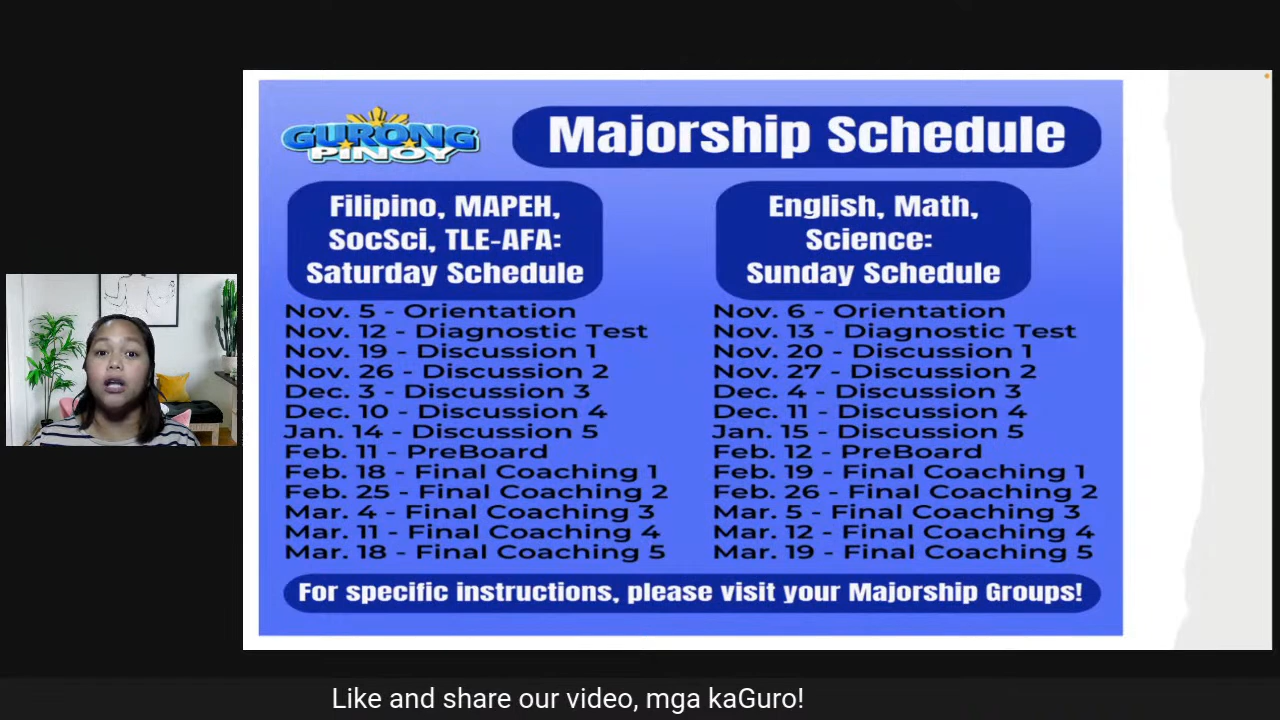 GURONG
PINOY
Majorship Schedule
Filipino, MAPEH,
SocSci, TLE-AFA:
Saturday Schedule
Nov. 5 - Orientation
Nov. 12 - Diagnostic Test
Nov. 19 - Discussion 1
Nov. 26 - Discussion 2
Dec. 3 - Discussion 3
Dec. 10 - Discussion 4
Jan. 14 - Discussion 5
Feb. 11 - PreBoard
Feb. 18 - Final Coaching 1
Feb. 25 - Final Coaching 2
Mar. 4 - Final Coaching 3
Mar. 11 - Final Coaching 4
Mar. 18 - Final Coaching 5
English, Math,
Science:
Sunday Schedule
Nov. 6 - Orientation
Nov. 13 - Diagnostic Test
Nov. 20 - Discussion 1
Nov. 27 - Discussion 2
Dec. 4 - Discussion 3
Dec. 11 - Discussion 4
Jan. 15 - Discussion 5
Feb. 12 - PreBoard
Feb. 19 - Final Coaching 1
Feb. 26 - Final Coaching 2
Mar. 5 - Final Coaching 3
Mar. 12 - Final Coaching 4
Mar. 19 - Final Coaching 5
For specific instructions, please visit your Majorship Groups!
Like and share our video, mga kaGuro!